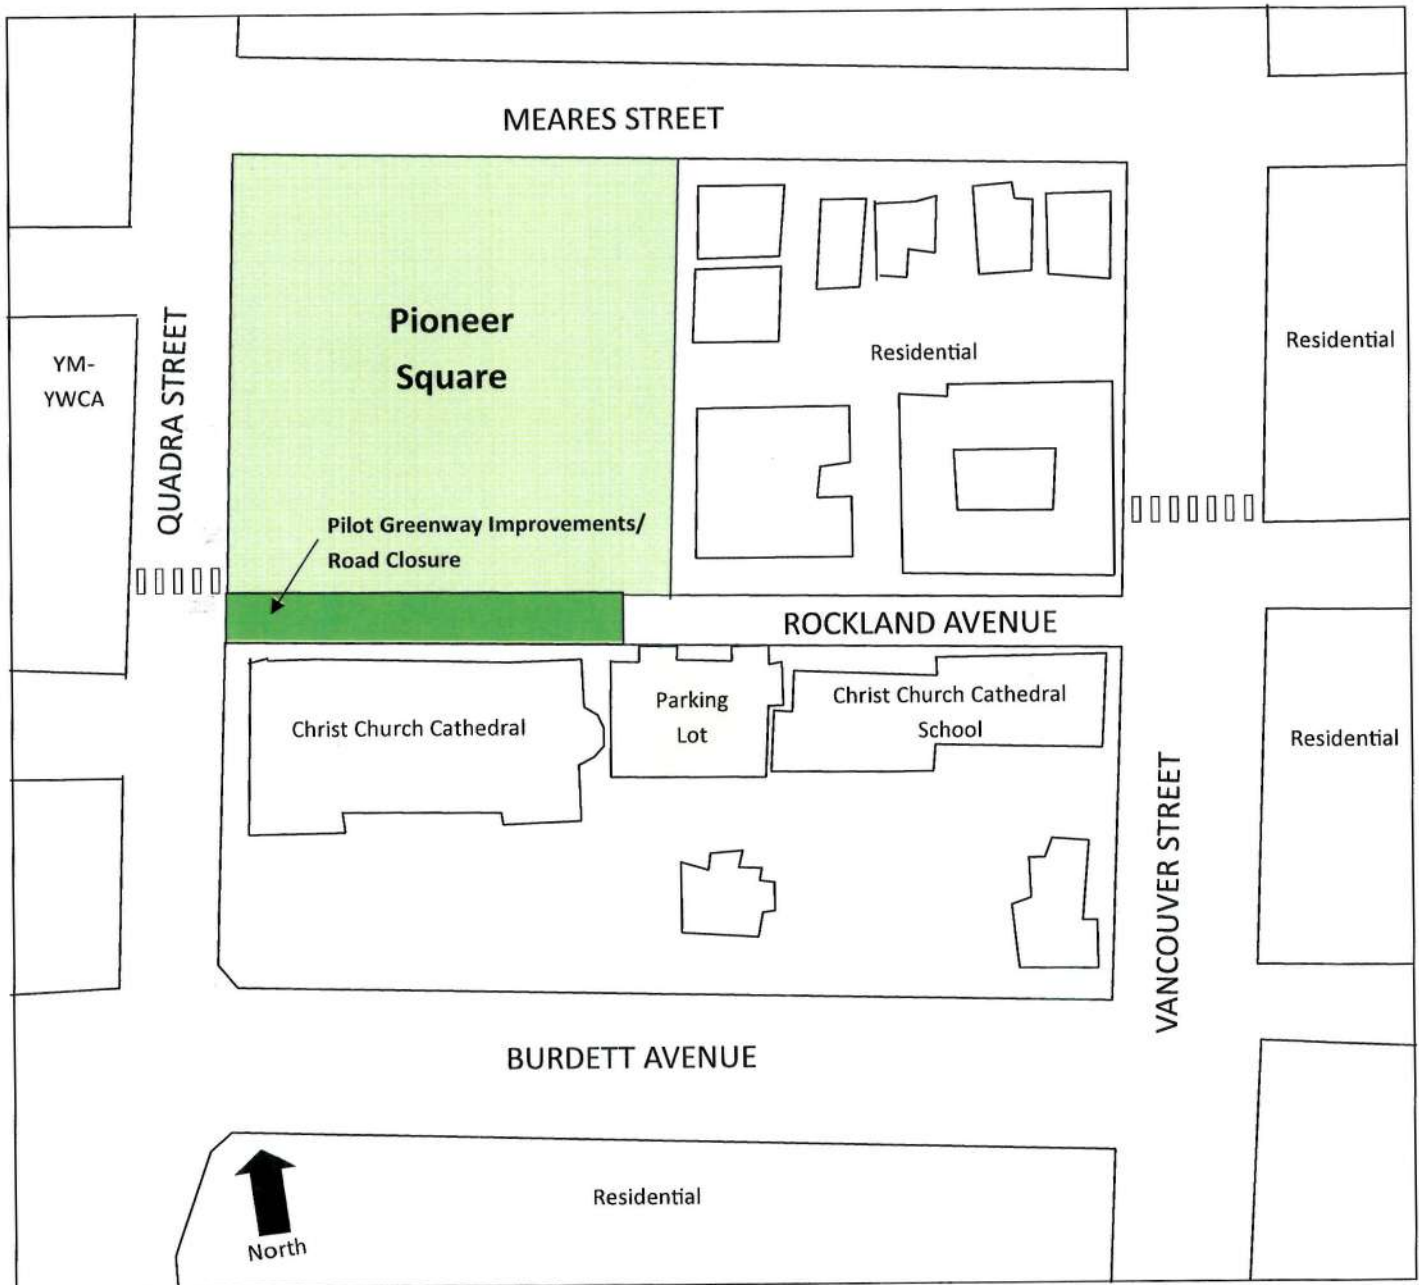 MEARES STREET
Pioneer
Square
QUADRA STREET
YM-
YWCA
Residential
Residential
Pilot Greenway Improvements/
Road Closure
ROCKLAND AVENUE
Christ Church Cathedral
Parking
Lot
Christ Church Cathedral
School
Residential
VANCOUVER STREET
BURDETT AVENUE
Residential
North